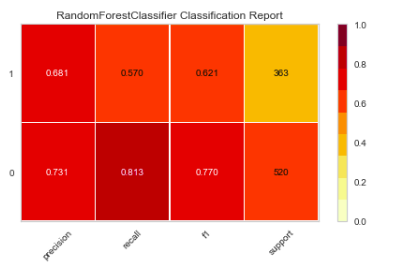 RandomForestClassifier Classification Report
1 0.681 0.570 0.621 363
0 0.731 0.813 0.770 520
precision recall f1 support
1.0
0.8
0.6
0.4
0.2
0.0